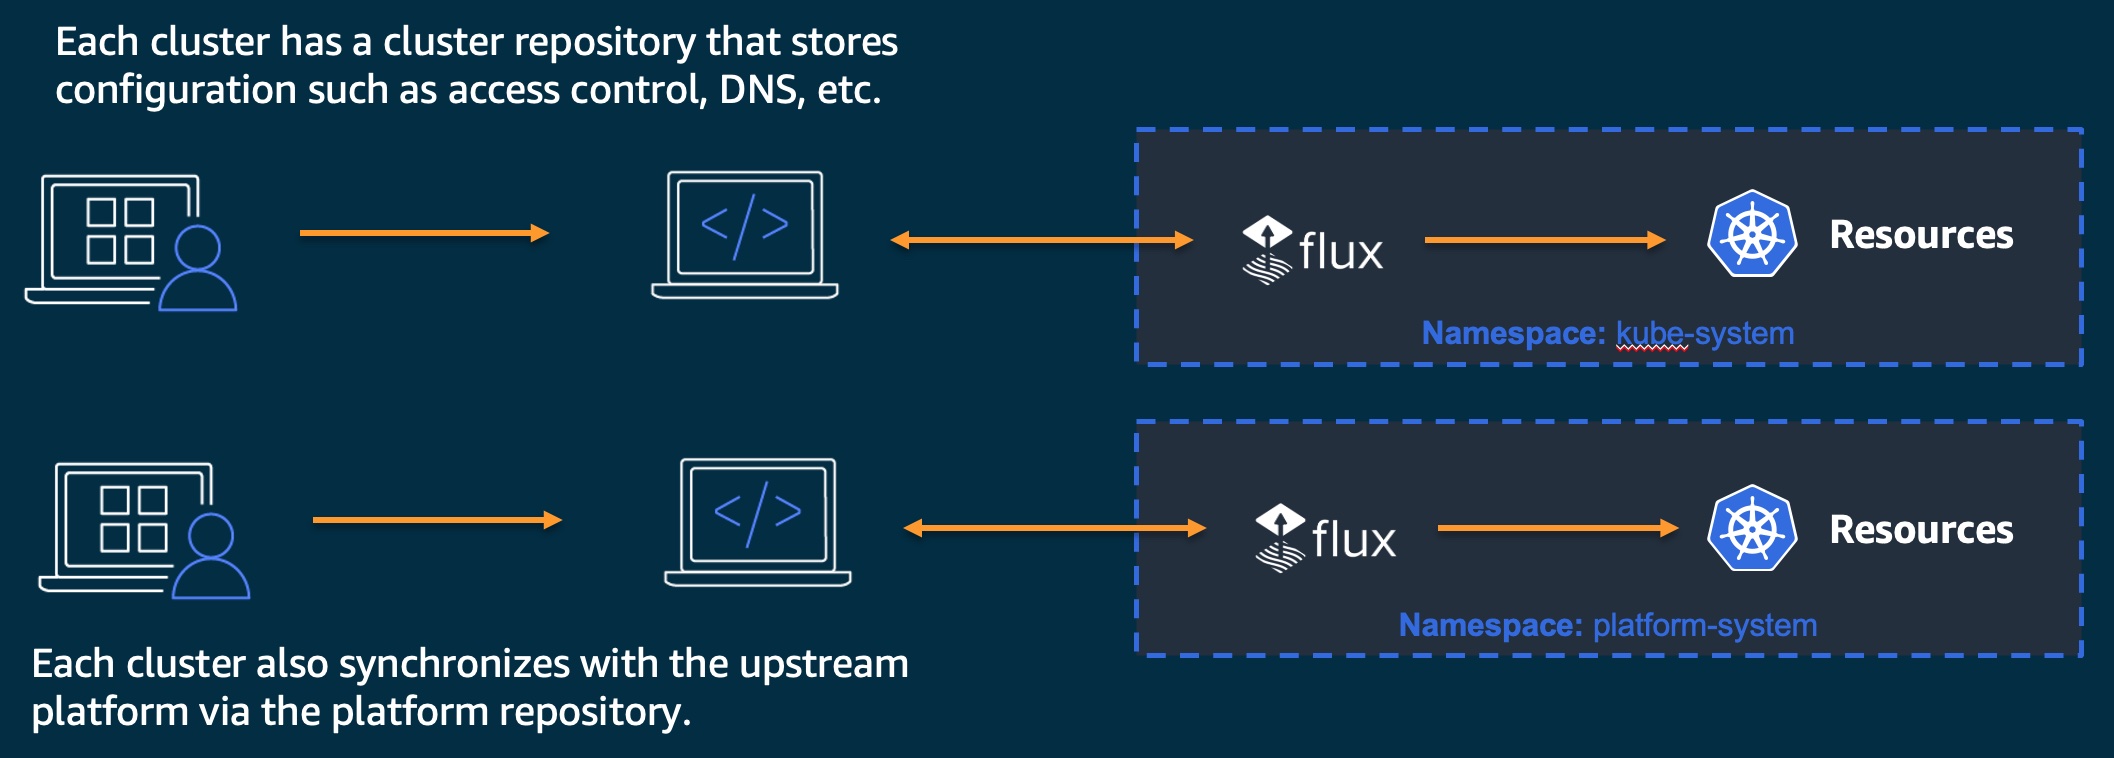 Each cluster has a cluster repository that stores
configuration such as access control, DNS, etc.
</>
flux
Resources
Namespace: kube-system
</>
flux
Resources
Namespace: platform-system
Each cluster also synchronizes with the upstream
platform via the platform repository.